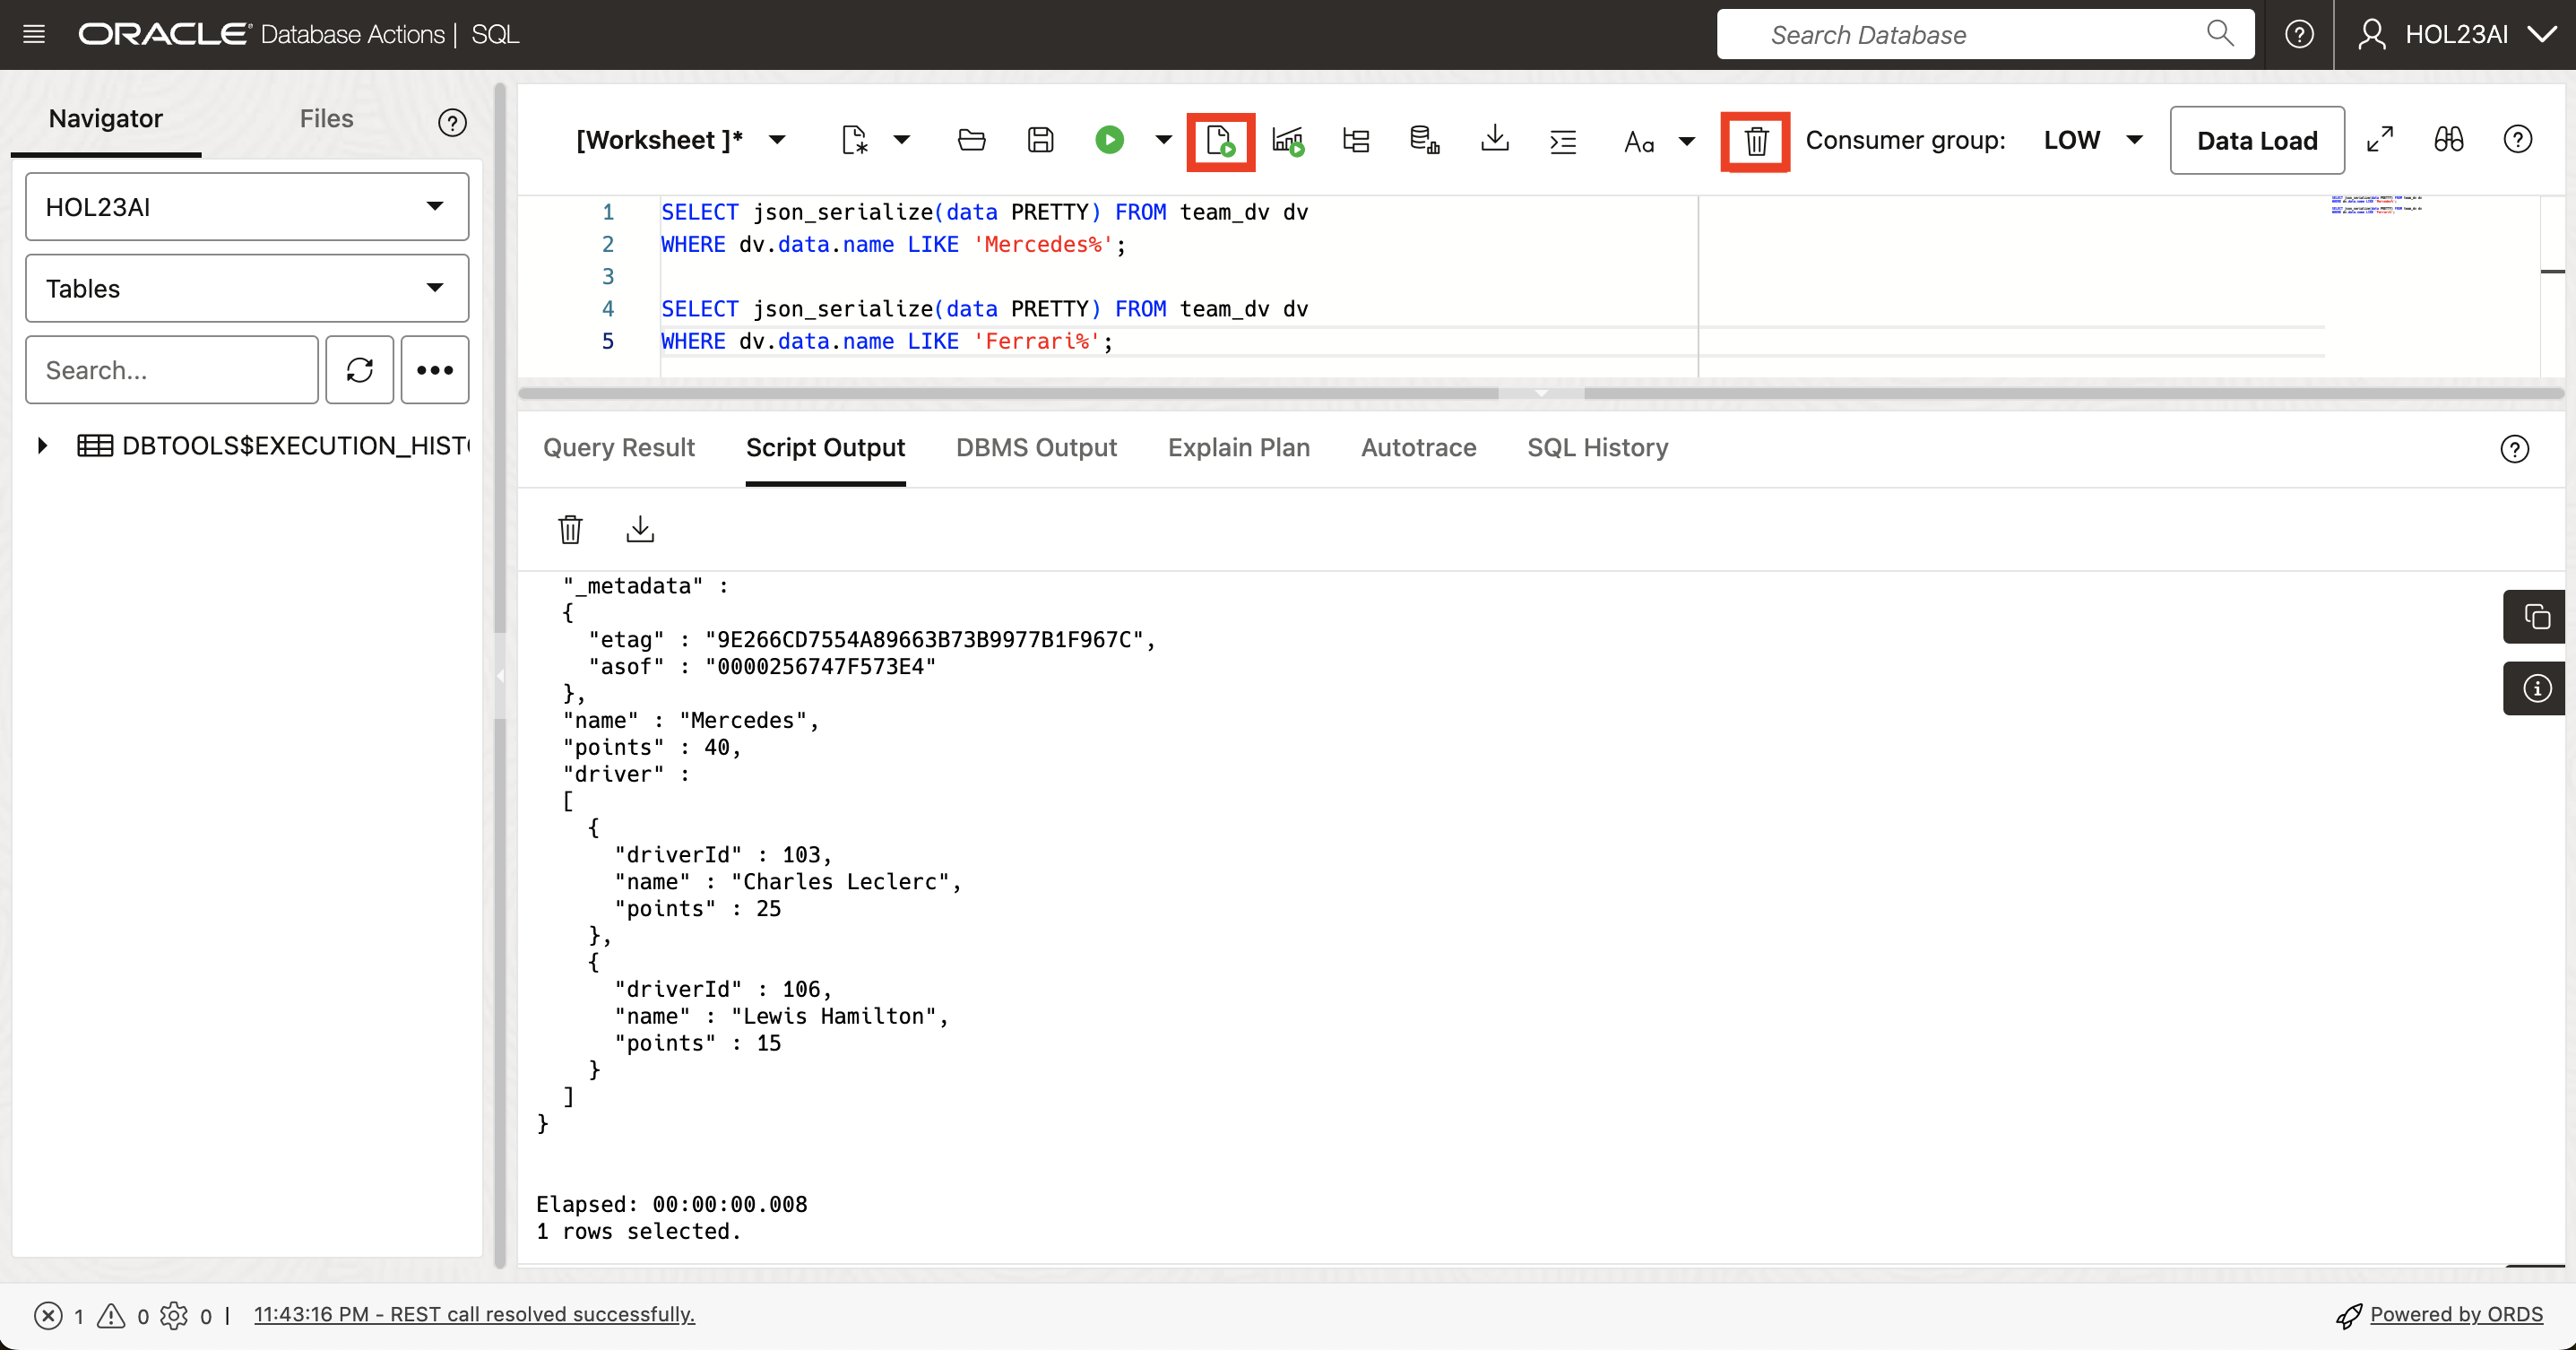 ORACLE Database Actions | SQL
Search Database
HOL23AI
Navigator
Files
[Worksheet ]*
Aa
Consumer group:
LOW
Data Load
HOL23AI
Tables
Search...
DBTOOLS$EXECUTION_HIST
1 SELECT json_serialize(data PRETTY) FROM team_dv dv
2 WHERE dv.data.name LIKE 'Mercedes%';
3
4 SELECT json_serialize(data PRETTY) FROM team_dv dv
5 WHERE dv.data.name LIKE 'Ferrari%';
Query Result
Script Output
DBMS Output
Explain Plan
Autotrace
SQL History
"_metadata" :
{
"etag" : "9E266CD7554A89663B73B9977B1F967C",
"asof" : "0000256747F573E4"
},
"name" : "Mercedes",
"points" : 40,
"driver" :
[
{
"driverId" : 103,
"name" : "Charles Leclerc",
"points" : 25
},
{
"driverId" : 106,
"name" : "Lewis Hamilton",
"points" : 15
}
]
}
Elapsed: 00:00:00.008
1 rows selected.
1 0 0 | 11:43:16 PM - REST call resolved successfully.
Powered by ORDS